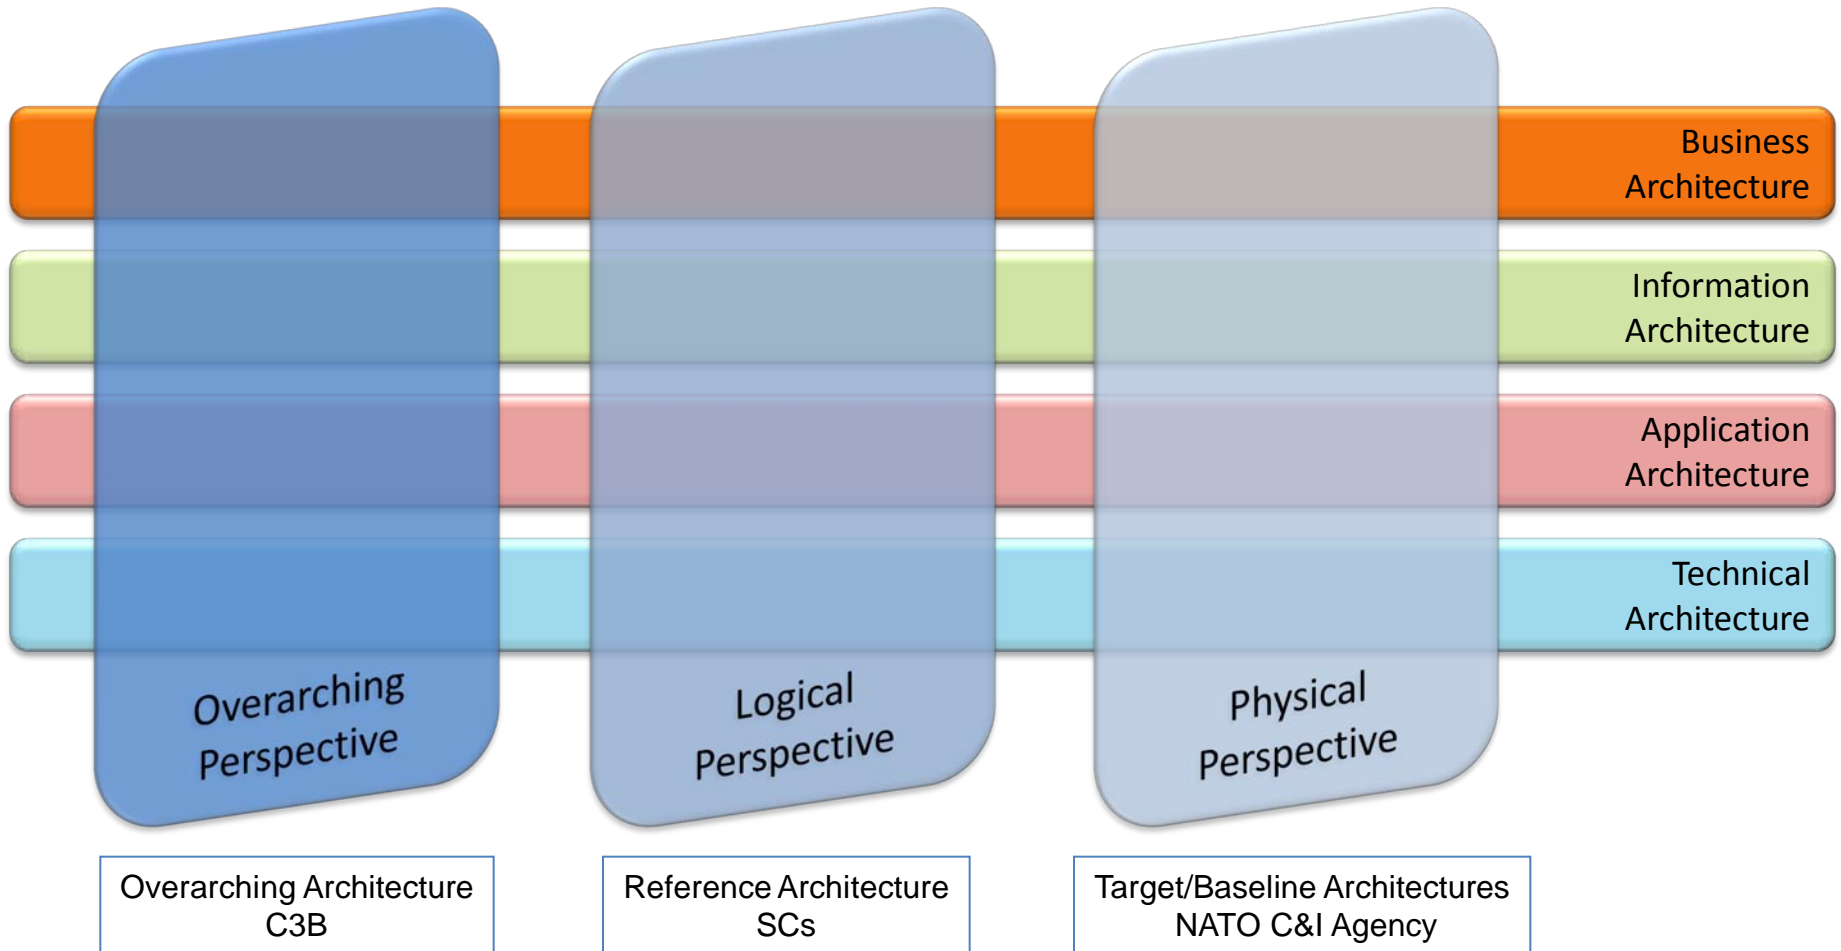 Business
Architecture
Information
Architecture
Application
Architecture
Technical
Architecture
Overarching
Perspective
Logical
Perspective
Physical
Perspective
Overarching Architecture
C3B
Reference Architecture
SCs
Target/Baseline Architectures
NATO C&I Agency